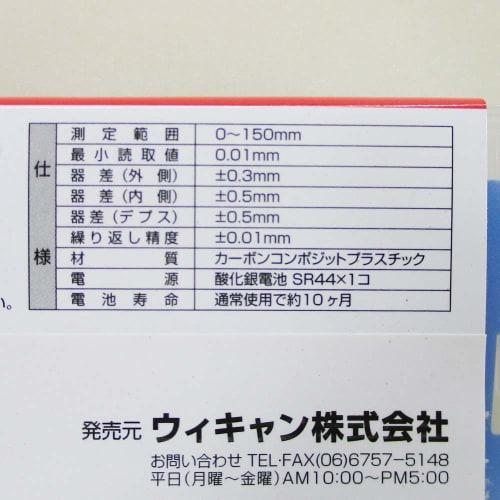 仕様
測定範囲 0〜150mm
最小読取値 0.01mm
器差(外側) ±0.3mm
器差(内側) ±0.5mm
器差(デプス) ±0.5mm
繰り返し精度 ±0.01mm
材質 カーボンコンポジットプラスチック
電源 酸化銀電池 SR44×1コ
電池寿命 通常使用で約10ヶ月
い。
発売元 ウィキャン株式会社
お問い合わせ TEL·FAX(06)6757-5148
平日(月曜〜金曜)AM10:00〜PM5:00